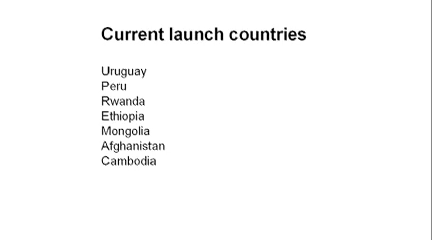 Current launch countries
Uruguay
Peru
Rwanda
Ethiopia
Mongolia
Afghanistan
Cambodia